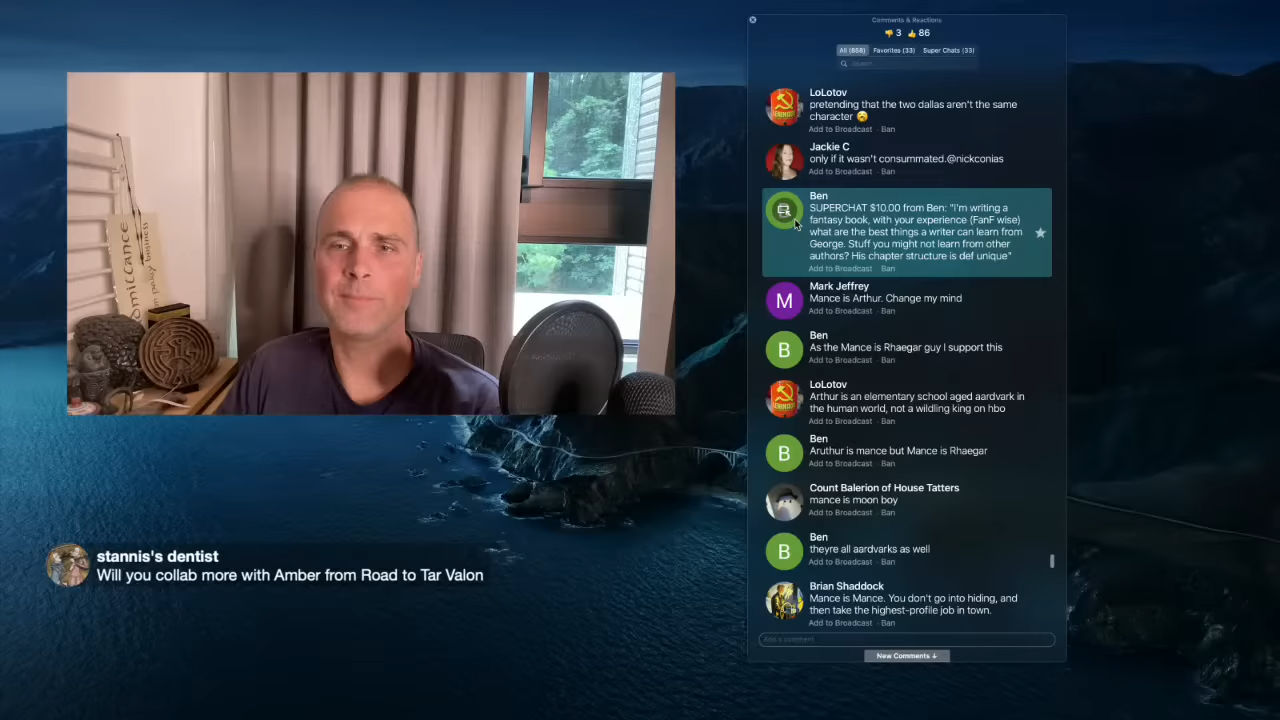 Comments & Reactions
👎 3 👍 86
All (858) Favorites (33) Super Chats (33)
Search
LoLotov
pretending that the two dallas aren't the same
character 😥
Add to Broadcast · Ban
Jackie C
only if it wasn't consummated.@nickconias
Add to Broadcast · Ban
Ben
SUPERCHAT $10.00 from Ben: "I'm writing a
fantasy book, with your experience (FanF wise)
what are the best things a writer can learn from
George. Stuff you might not learn from other
authors? His chapter structure is def unique"
Add to Broadcast · Ban
M
Mark Jeffrey
Mance is Arthur. Change my mind
Add to Broadcast · Ban
B
Ben
As the Mance is Rhaegar guy I support this
Add to Broadcast · Ban
LoLotov
Arthur is an elementary school aged aardvark in
the human world, not a wildling king on hbo
Add to Broadcast · Ban
B
Ben
Aruthur is mance but Mance is Rhaegar
Add to Broadcast · Ban
Count Balerion of House Tatters
mance is moon boy
Add to Broadcast · Ban
B
Ben
theyre all aardvarks as well
Add to Broadcast · Ban
Brian Shaddock
Mance is Mance. You don't go into hiding, and
then take the highest-profile job in town.
Add to Broadcast · Ban
Add a comment
New Comments ↓
stannis's dentist
Will you collab more with Amber from Road to Tar Valon